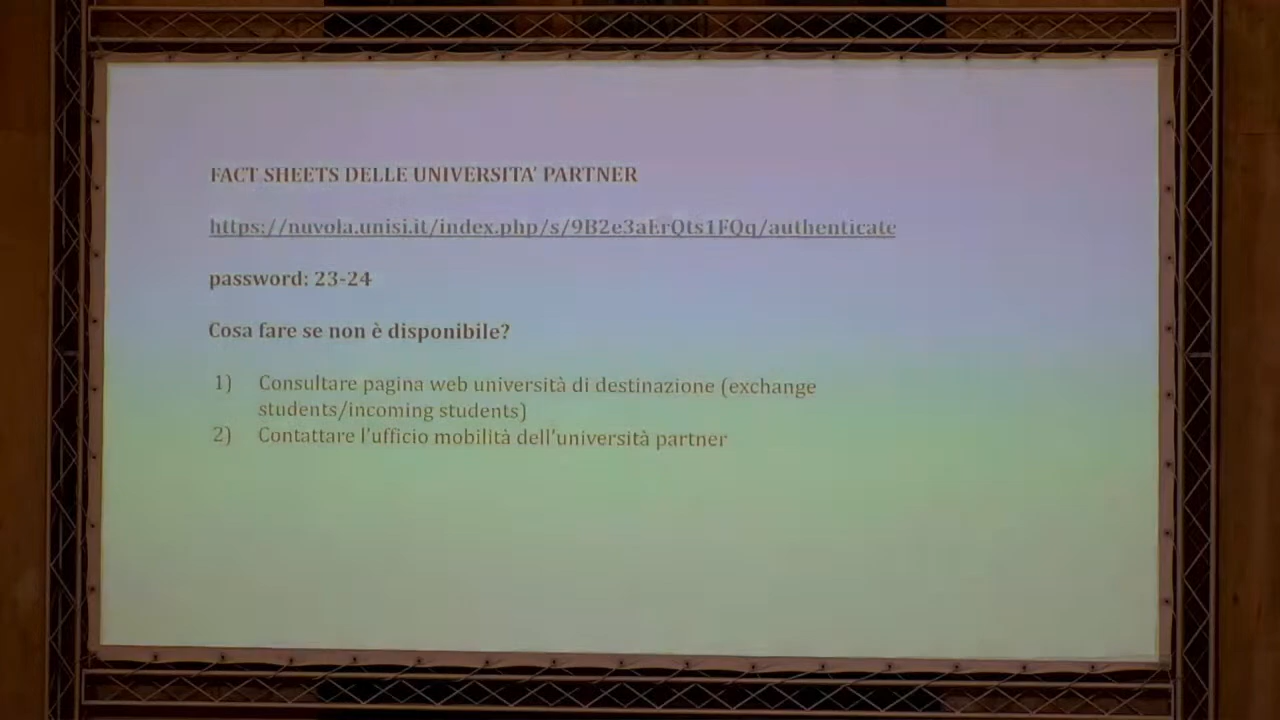 FACT SHEETS DELLE UNIVERSITA' PARTNER
https://nuvola.unisi.it/index.php/s/9B2e3aErQts1FQq/authenticate
password: 23-24
Cosa fare se non è disponibile?
1) Consultare pagina web università di destinazione (exchange
students/incoming students)
2) Contattare l'ufficio mobilità dell'università partner